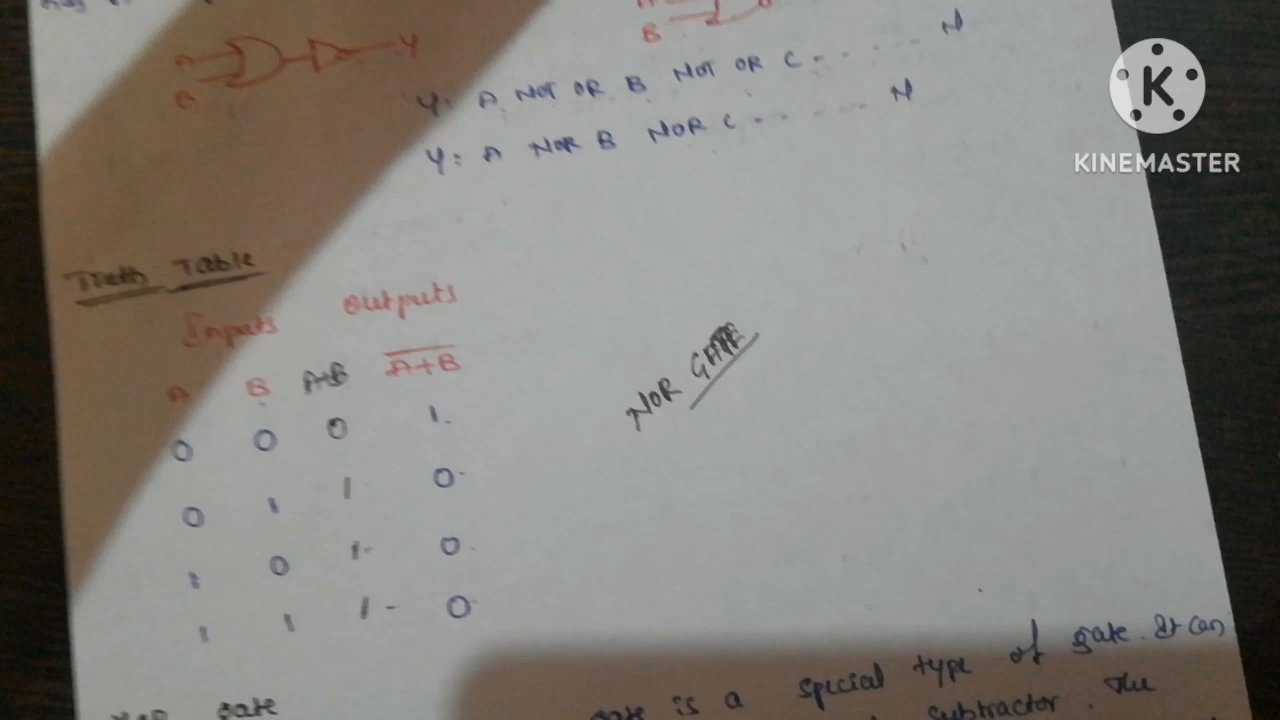 B
A
B
Y
Y: A NOT OR B NOT OR C - - - - - N
Y: A NOR B NOR C - - - - - - N
K
KINEMASTER
Truth Table
Inputs Outputs
A B A+B A+B
0 0 0 1.
0 1 1 0
1 0 1 0
1 1 1 - 0
NOR GATE
gate
gate is a special type of gate. It can
subtractor. The